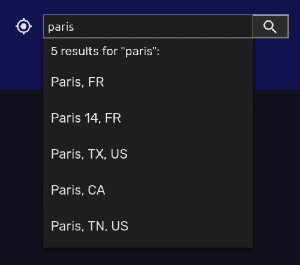 paris
5 results for "paris":
Paris, FR
Paris 14, FR
Paris, TX, US
Paris, CA
Paris, TN, US